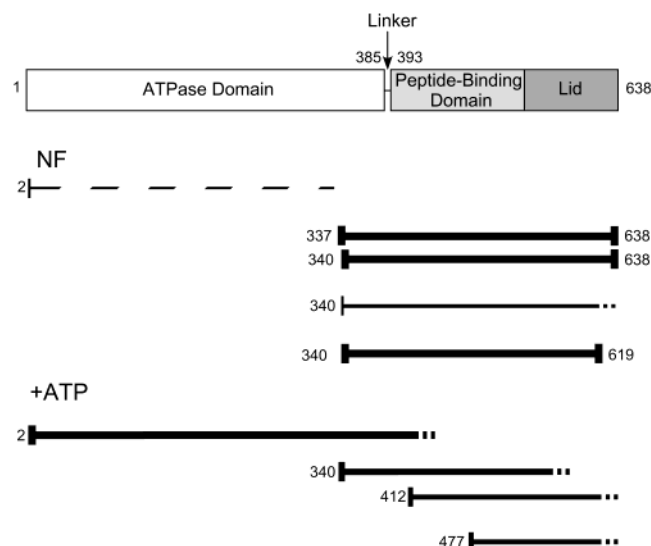 Linker
385 393
1 ATPase Domain Peptide-Binding Domain Lid 638
NF
2
337 638
340 638
340
340 619
+ATP
2
340
412
477